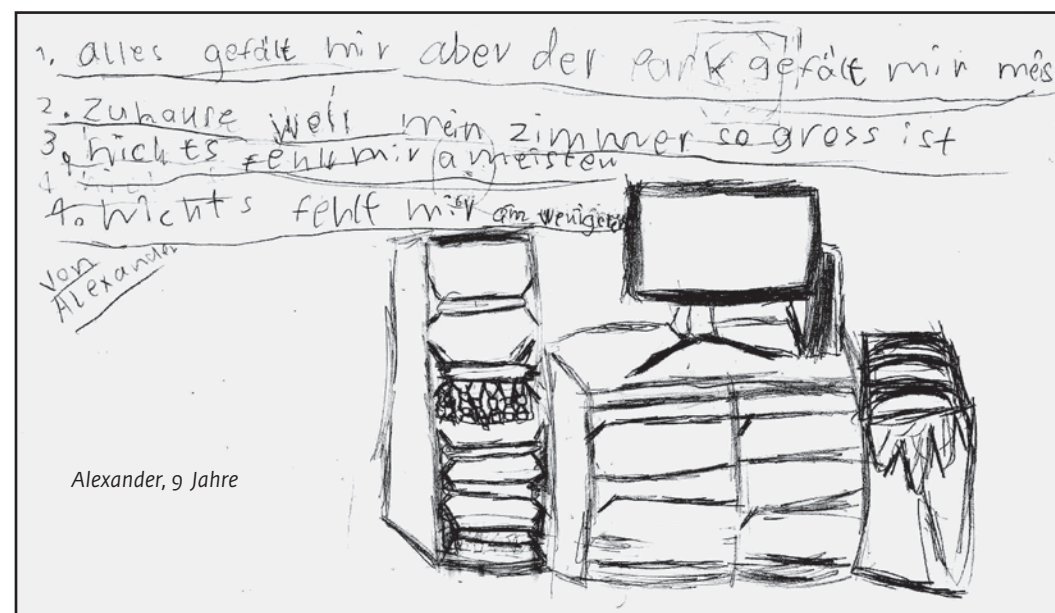 1. alles gefält mir aber der Park gefält mir mes
2. Zuhause weil mein zimmer so gross ist
3. nichts fehlt mir ameisten
4. nichts fehlt mir am wenigsten
von
Alexander
Alexander, 9 Jahre